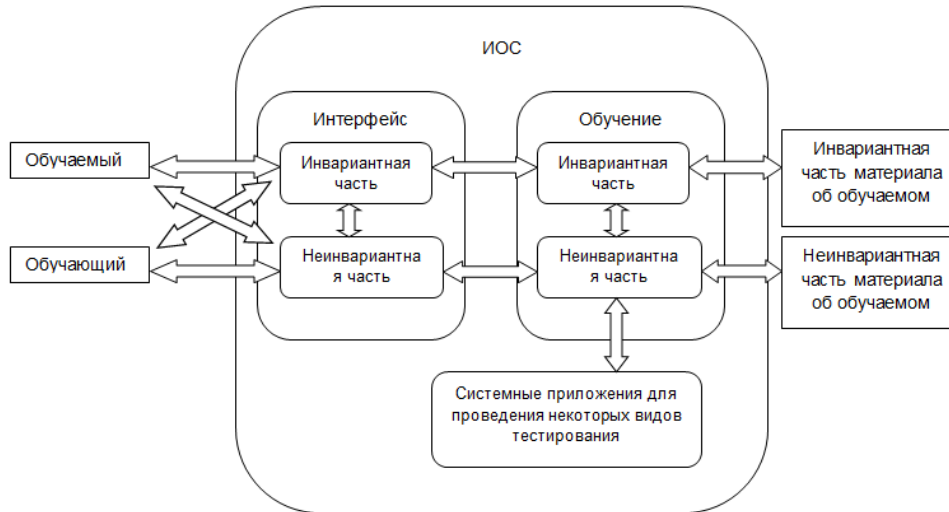 ИОС
Интерфейс
Обучение
Обучаемый
Инвариантная
часть
Инвариантная
часть
Инвариантная
часть материала
об обучаемом
Обучающий
Неинвариантна
я часть
Неинвариантна
я часть
Неинвариантная
часть материала
об обучаемом
Системные приложения для
проведения некоторых видов
тестирования